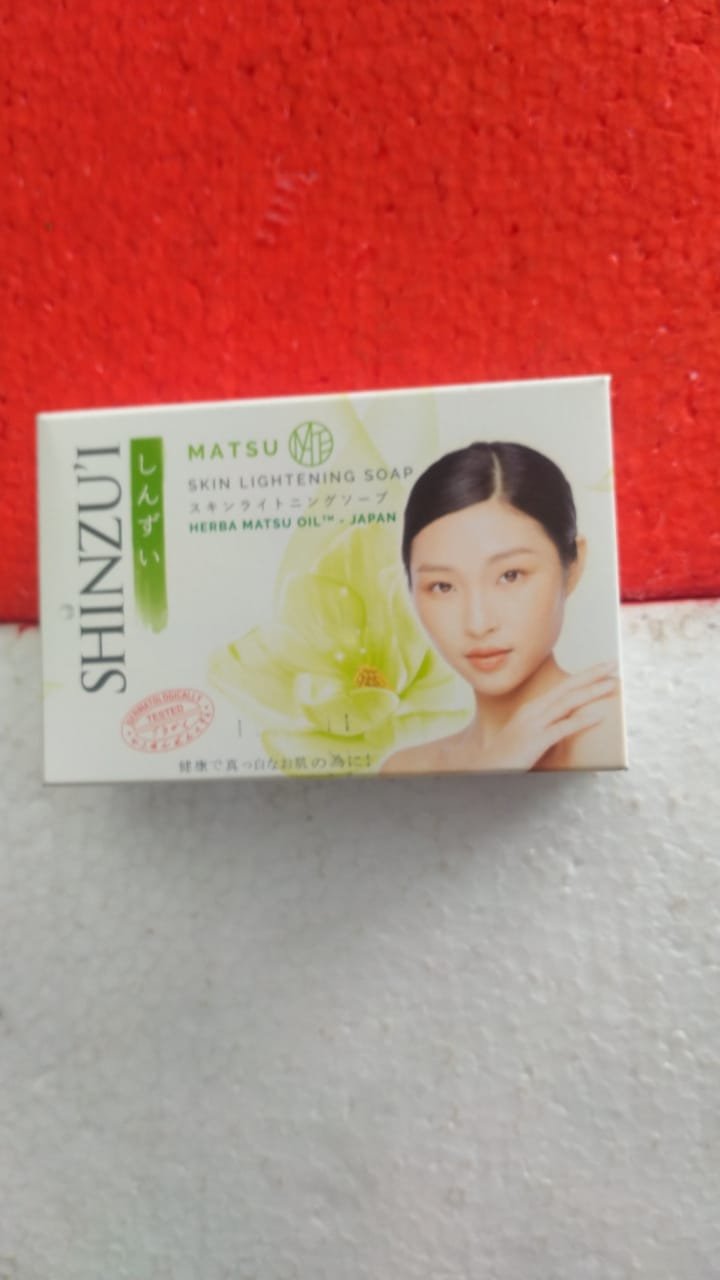 SHINZU'I
しんずい
MATSU
SKIN LIGHTENING SOAP
スキンライトニングソープ
HERBA MATSU OIL™ - JAPAN
DERMATOLOGICALLY
TESTED
健康で真っ白なお肌の為に!